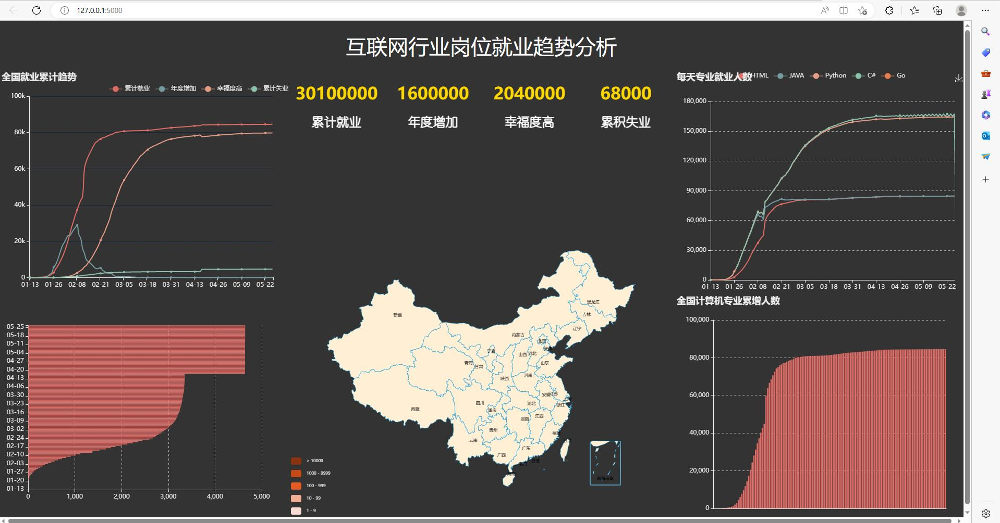 127.0.0.1:5000
互联网行业岗位就业趋势分析
全国就业累计趋势
累计就业 年度增加 幸福度高 累计失业
100k
80k
60k
40k
20k
0
01-13 01-26 02-08 02-21 03-05 03-18 03-31 04-13 04-26 05-09 05-22
30100000 1600000 2040000 68000
累计就业 年度增加 幸福度高 累积失业
每天专业就业人数
HTML JAVA Python C# Go
180,000
150,000
120,000
90,000
60,000
30,000
0
01-13 01-26 02-08 02-21 03-05 03-18 03-31 04-13 04-26 05-09 05-22
05-25
05-18
05-11
05-04
04-27
04-20
04-13
04-06
03-30
03-23
03-16
03-09
03-02
02-24
02-17
02-10
02-03
01-27
01-20
01-13
0 1,000 2,000 3,000 4,000 5,000
黑龙江
新疆
吉林
辽宁
内蒙古
北京
天津
宁夏
山西
河北
青海
甘肃
山东
陕西
河南
安徽
江苏
上海
四川
湖北
浙江
西藏
重庆
湖南
江西
贵州
福建
云南
台湾
广东
广西
香港
澳门
海南
南海诸岛
> 10000
1000 - 9999
100 - 999
10 - 99
1 - 9
全国计算机专业累增人数
100,000
80,000
60,000
40,000
20,000
0